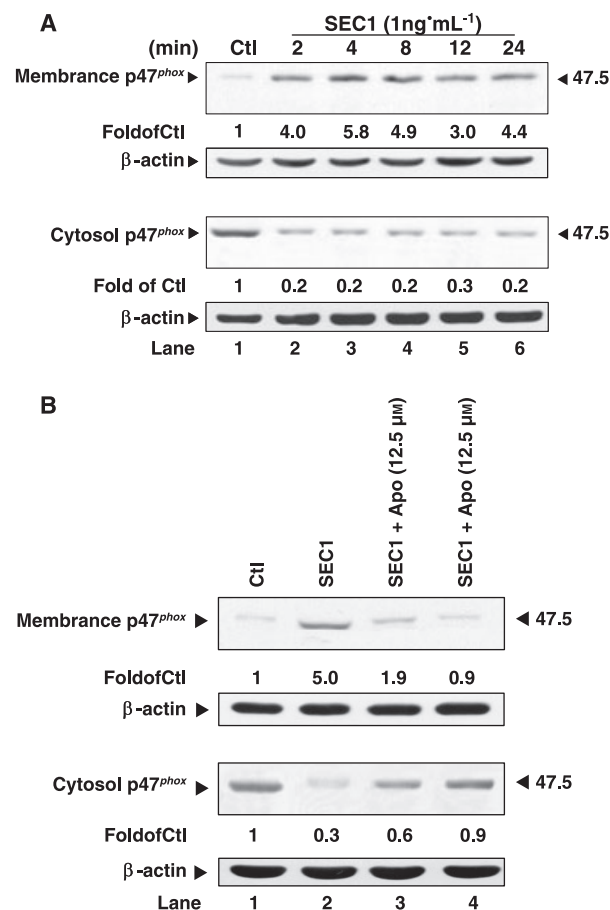 A
SEC1 (1ng·mL-1)
(min) Ctl 2 4 8 12 24
Membrance p47phox ► ◄ 47.5
FoldofCtl 1 4.0 5.8 4.9 3.0 4.4
β-actin ►
Cytosol p47phox ► ◄ 47.5
Fold of Ctl 1 0.2 0.2 0.2 0.3 0.2
β-actin ►
Lane 1 2 3 4 5 6
B
Ctl
SEC1
SEC1 + Apo (12.5 μM)
SEC1 + Apo (12.5 μM)
Membrance p47phox ► ◄ 47.5
FoldofCtl 1 5.0 1.9 0.9
β-actin ►
Cytosol p47phox ► ◄ 47.5
FoldofCtl 1 0.3 0.6 0.9
β-actin ►
Lane 1 2 3 4